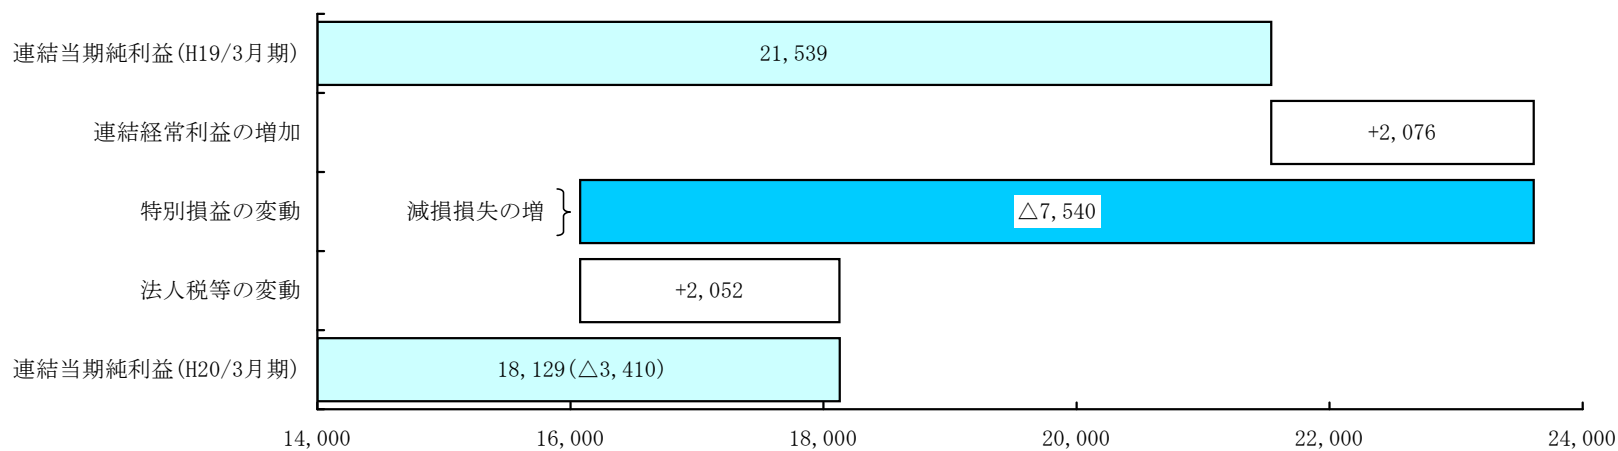 連結当期純利益(H19/3月期) 21,539
連結経常利益の増加 +2,076
特別損益の変動 減損損失の増 △7,540
法人税等の変動 +2,052
連結当期純利益(H20/3月期) 18,129(△3,410)
14,000 16,000 18,000 20,000 22,000 24,000